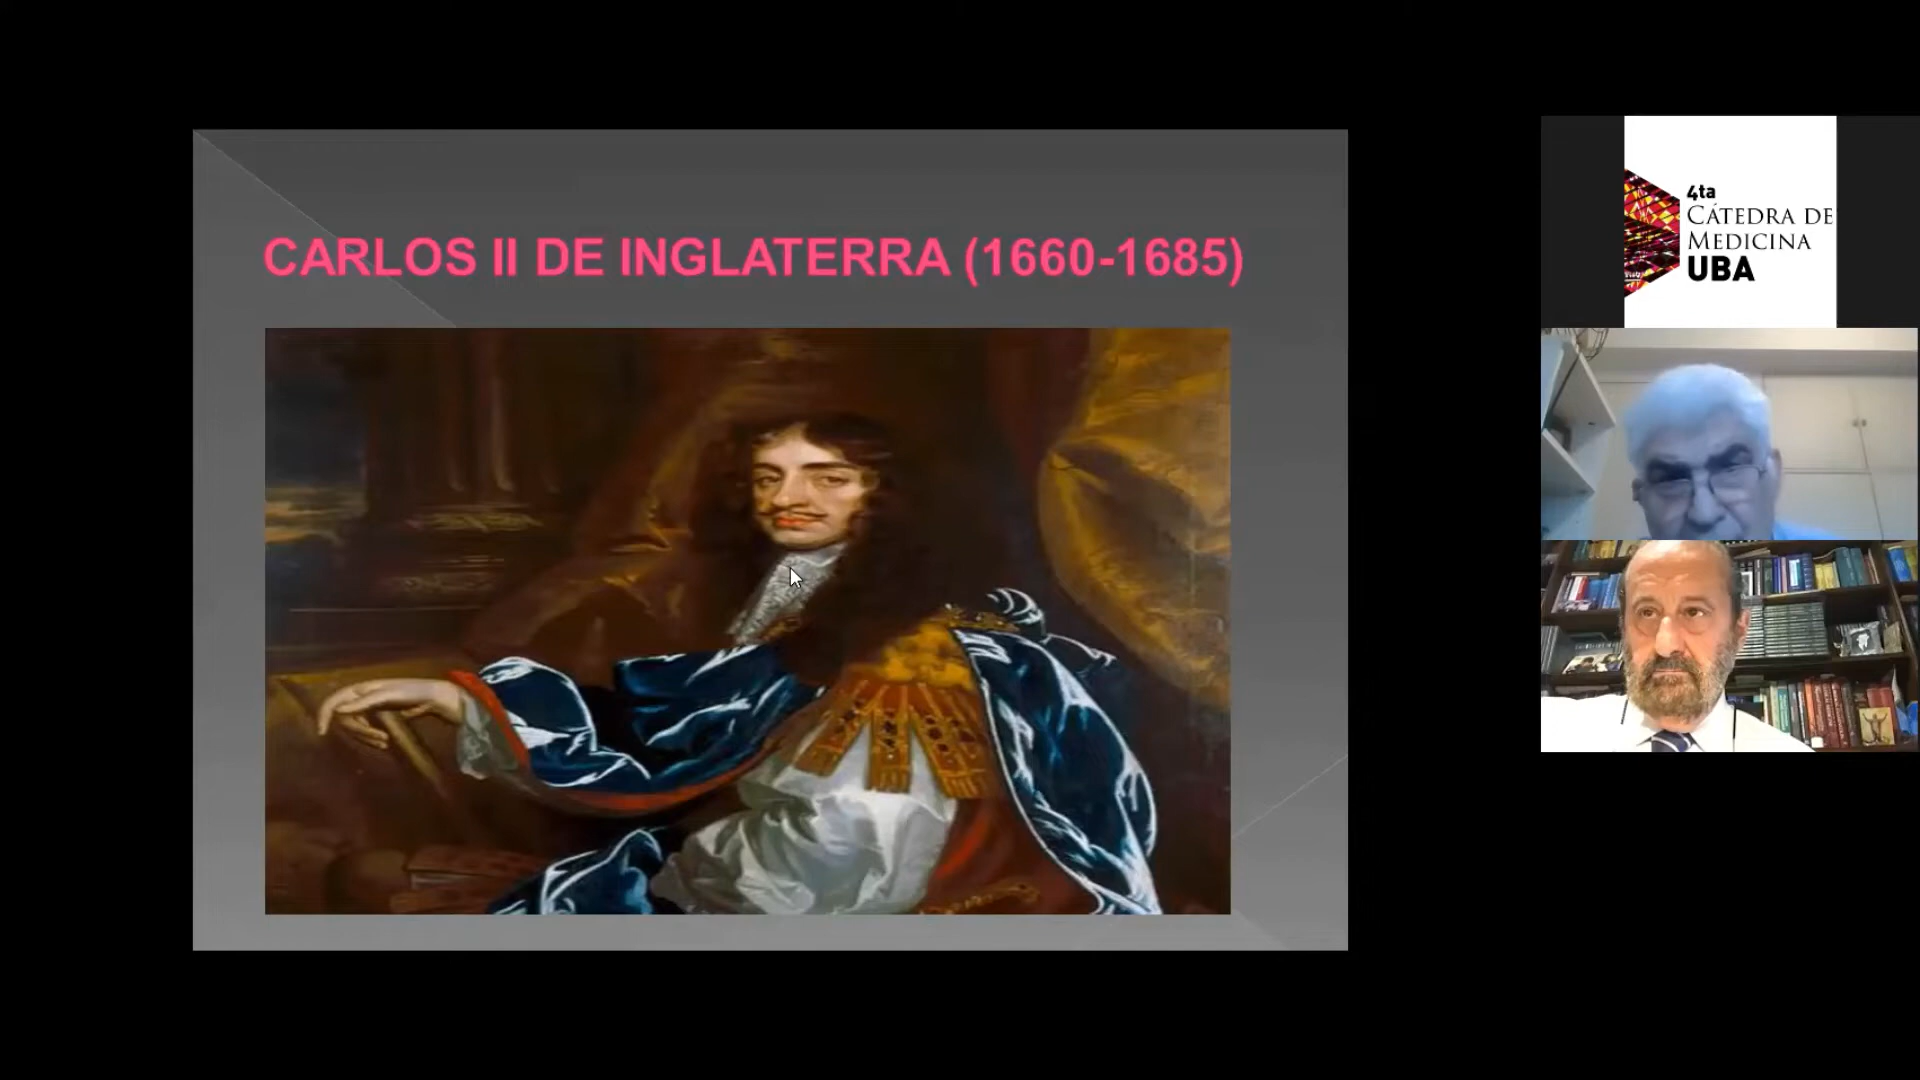 CARLOS II DE INGLATERRA (1660-1685)
4ta
CÁTEDRA DE
MEDICINA
UBA